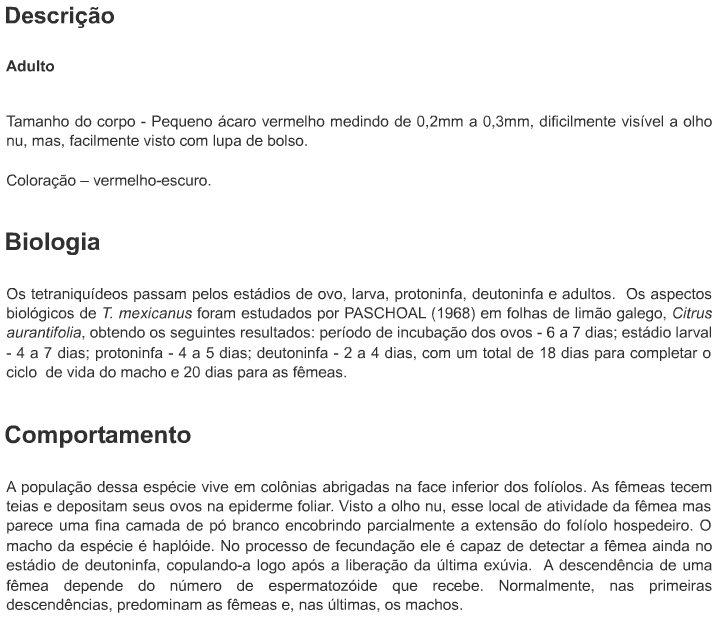 Descrição
Adulto
Tamanho do corpo - Pequeno ácaro vermelho medindo de 0,2mm a 0,3mm, dificilmente visível a olho
nu, mas, facilmente visto com lupa de bolso.
Coloração – vermelho-escuro.
Biologia
Os tetraniquídeos passam pelos estádios de ovo, larva, protoninfa, deutoninfa e adultos.  Os aspectos
biológicos de T. mexicanus foram estudados por PASCHOAL (1968) em folhas de limão galego, Citrus
aurantifolia, obtendo os seguintes resultados: período de incubação dos ovos - 6 a 7 dias; estádio larval
- 4 a 7 dias; protoninfa - 4 a 5 dias; deutoninfa - 2 a 4 dias, com um total de 18 dias para completar o
ciclo  de vida do macho e 20 dias para as fêmeas.
Comportamento
A população dessa espécie vive em colônias abrigadas na face inferior dos folíolos. As fêmeas tecem
teias e depositam seus ovos na epiderme foliar. Visto a olho nu, esse local de atividade da fêmea mas
parece uma fina camada de pó branco encobrindo parcialmente a extensão do folíolo hospedeiro. O
macho da espécie é haplóide. No processo de fecundação ele é capaz de detectar a fêmea ainda no
estádio de deutoninfa, copulando-a logo após a liberação da última exúvia.  A descendência de uma
fêmea depende do número de espermatozóide que recebe. Normalmente, nas primeiras
descendências, predominam as fêmeas e, nas últimas, os machos.